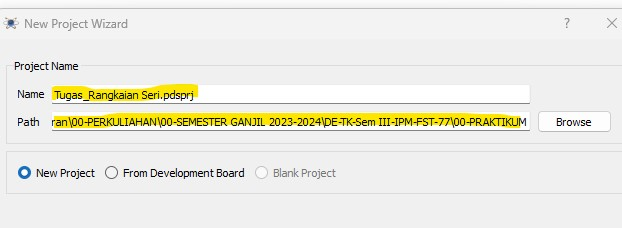 New Project Wizard
Project Name
Name Tugas_Rangkaian Seri.pdsprj
Path ran\00-PERKULIAHAN\00-SEMESTER GANJIL 2023-2024\DE-TK-Sem III-IPM-FST-77\00-PRAKTIKUM Browse
New Project From Development Board Blank Project